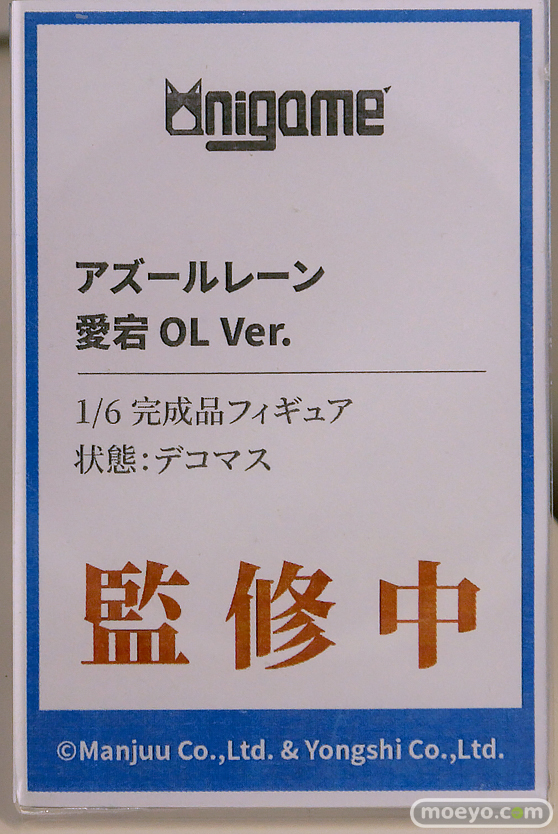 Onigame
アズールレーン
愛宕 OL Ver.
1/6 完成品フィギュア
状態:デコマス
監修中
©Manjuu Co.,Ltd. & Yongshi Co.,Ltd.
moeyo.com